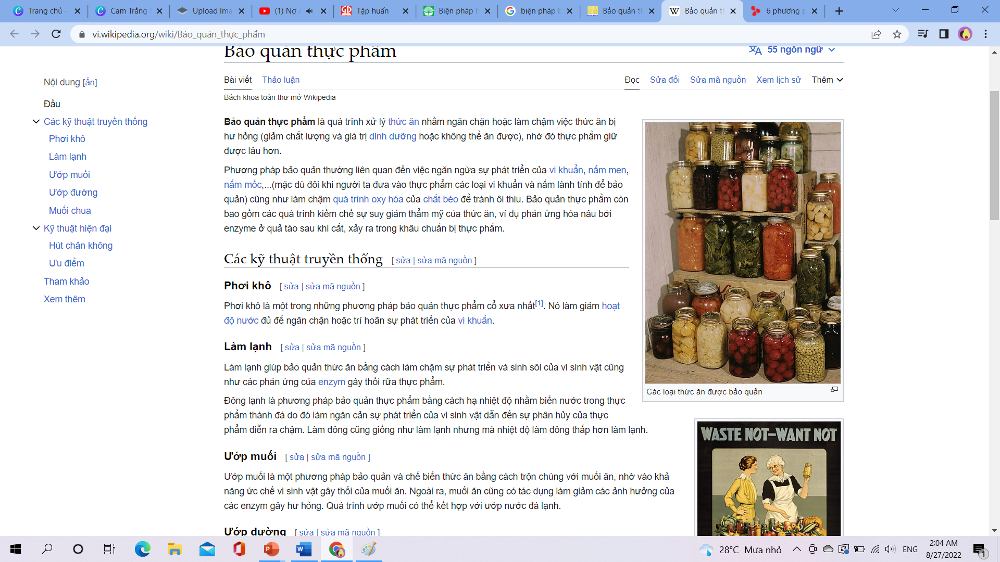 Trang chủ -
Cam Trắng
Upload Ima
(1) Nợ
Tập huấn
Biện pháp h
biện pháp b
Bảo quản th
Bảo quản th
6 phương p
vi.wikipedia.org/wiki/Bảo_quản_thực_phẩm
Bảo quản thực phẩm
55 ngôn ngữ
Nội dung [ẩn]
Đầu
Các kỹ thuật truyền thống
Phơi khô
Làm lạnh
Ướp muối
Ướp đường
Muối chua
Kỹ thuật hiện đại
Hút chân không
Ưu điểm
Tham khảo
Xem thêm
Bài viết Thảo luận
Đọc Sửa đổi Sửa mã nguồn Xem lịch sử Thêm
Bách khoa toàn thư mở Wikipedia
Bảo quản thực phẩm là quá trình xử lý thức ăn nhằm ngăn chặn hoặc làm chậm việc thức ăn bị
hư hỏng (giảm chất lượng và giá trị dinh dưỡng hoặc không thể ăn được), nhờ đó thực phẩm giữ
được lâu hơn.
Phương pháp bảo quản thường liên quan đến việc ngăn ngừa sự phát triển của vi khuẩn, nấm men,
nấm mốc,...(mặc dù đôi khi người ta đưa vào thực phẩm các loại vi khuẩn và nấm lành tính để bảo
quản) cũng như làm chậm quá trình oxy hóa của chất béo để tránh ôi thiu. Bảo quản thực phẩm còn
bao gồm các quá trình kiềm chế sự suy giảm thẩm mỹ của thức ăn, ví dụ phản ứng hóa nâu bởi
enzyme ở quả táo sau khi cắt, xảy ra trong khâu chuẩn bị thực phẩm.
Các kỹ thuật truyền thống [ sửa | sửa mã nguồn ]
Phơi khô [ sửa | sửa mã nguồn ]
Phơi khô là một trong những phương pháp bảo quản thực phẩm cổ xưa nhất[1]. Nó làm giảm hoạt
độ nước đủ để ngăn chặn hoặc trì hoãn sự phát triển của vi khuẩn.
Làm lạnh [ sửa | sửa mã nguồn ]
Làm lạnh giúp bảo quản thức ăn bằng cách làm chậm sự phát triển và sinh sôi của vi sinh vật cũng
như các phản ứng của enzym gây thối rữa thực phẩm.
Đông lạnh là phương pháp bảo quản thực phẩm bằng cách hạ nhiệt độ nhằm biến nước trong thực
phẩm thành đá do đó làm ngăn cản sự phát triển của vi sinh vật dẫn đến sự phân hủy của thực
phẩm diễn ra chậm. Làm đông cũng giống như làm lạnh nhưng mà nhiệt độ làm đông thấp hơn làm lạnh.
Ướp muối [ sửa | sửa mã nguồn ]
Ướp muối là một phương pháp bảo quản và chế biến thức ăn bằng cách trộn chúng với muối ăn, nhờ vào khả
năng ức chế vi sinh vật gây thối của muối ăn. Ngoài ra, muối ăn cũng có tác dụng làm giảm các ảnh hưởng của
các enzym gây hư hỏng. Quá trình ướp muối có thể kết hợp với ướp nước đá lạnh.
Ướp đường [ sửa | sửa mã nguồn ]
Các loại thức ăn được bảo quản
WASTE NOT–WANT NOT
28°C Mưa nhỏ
ENG
2:04 AM
8/27/2022
1